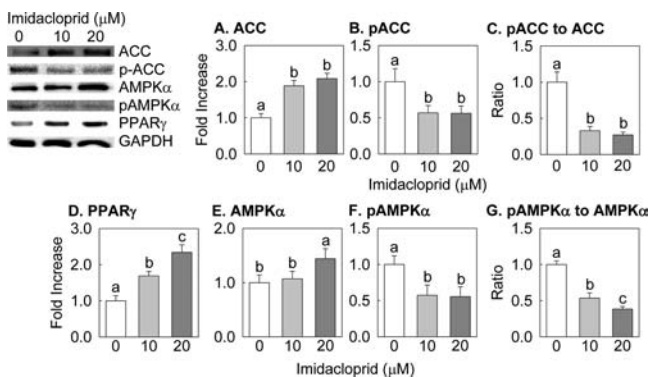 Imidacloprid (μM)
0 10 20
ACC
p-ACC
AMPKα
pAMPKα
PPARγ
GAPDH
A. ACC
Fold Increase
3.0
2.0
1.0
0.0
a
b
b
0 10 20
B. pACC
1.5
1.0
0.5
0.0
a
b
b
0 10 20
C. pACC to ACC
Ratio
1.5
1.0
0.5
0.0
a
b
b
0 10 20
Imidacloprid (μM)
D. PPARγ
Fold Increase
3.0
2.0
1.0
0.0
a
b
c
0 10 20
E. AMPKα
2.0
1.0
0.0
b
b
a
0 10 20
F. pAMPKα
1.5
1.0
0.5
0.0
a
b
b
0 10 20
G. pAMPKα to AMPKα
Ratio
1.5
1.0
0.5
0.0
a
b
c
0 10 20
Imidacloprid (μM)